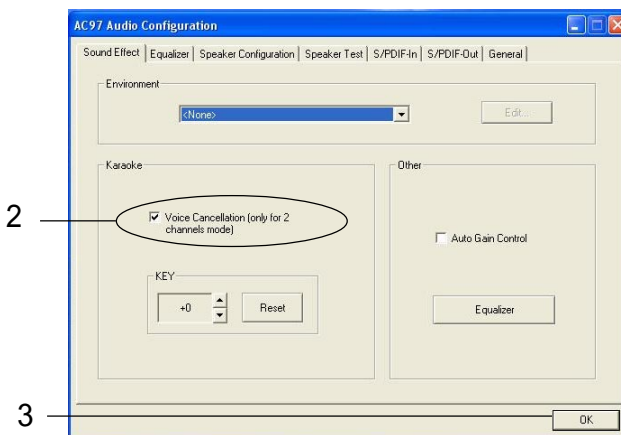 AC97 Audio Configuration
Sound Effect Equalizer Speaker Configuration Speaker Test S/PDIF-In S/PDIF-Out General
Environment
<None> Edit...
Karaoke
Other
2
Voice Cancellation (only for 2
channels mode)
Auto Gain Control
KEY
+0 Reset
Equalizer
3
OK